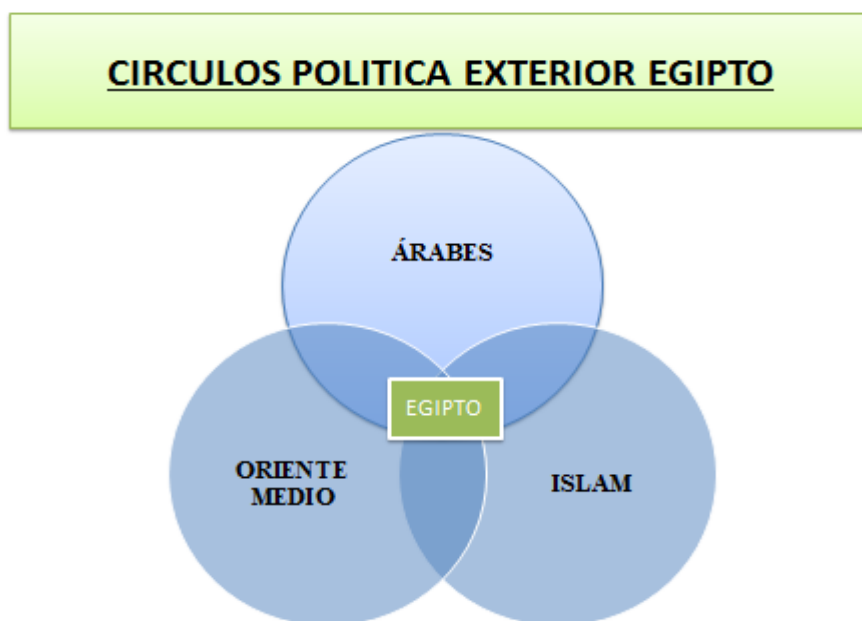 CIRCULOS POLITICA EXTERIOR EGIPTO
ÁRABES
EGIPTO
ORIENTE
MEDIO
ISLAM